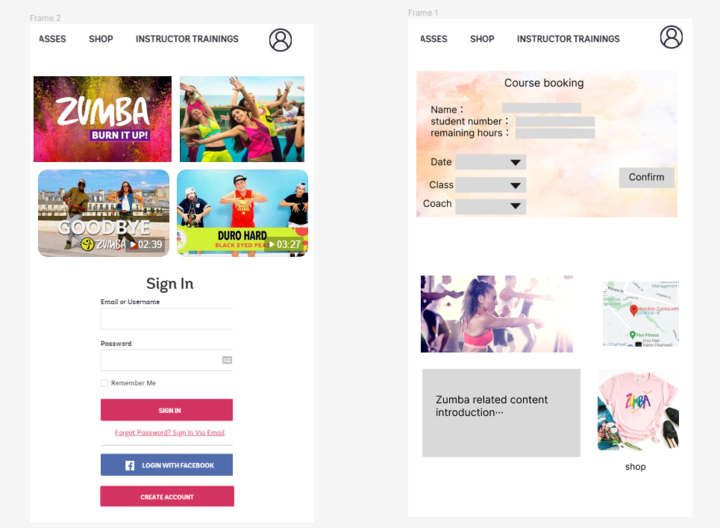 Frame 2
ASSES SHOP INSTRUCTOR TRAININGS
ZUMBA
BURN IT UP!
GOODBYE
ZUMBA 02:39
DURO HARD
BLACK EYED PEA
03:27
Sign In
Email or Username
Password
Remember Me
SIGN IN
Forgot Password? Sign In Via Email
LOGIN WITH FACEBOOK
CREATE ACCOUNT
Frame 1
ASSES SHOP INSTRUCTOR TRAININGS
Course booking
Name：
student number：
remaining hours：
Date
Class
Coach
Confirm
Zumba related content
introduction···
ZUMBA
shop